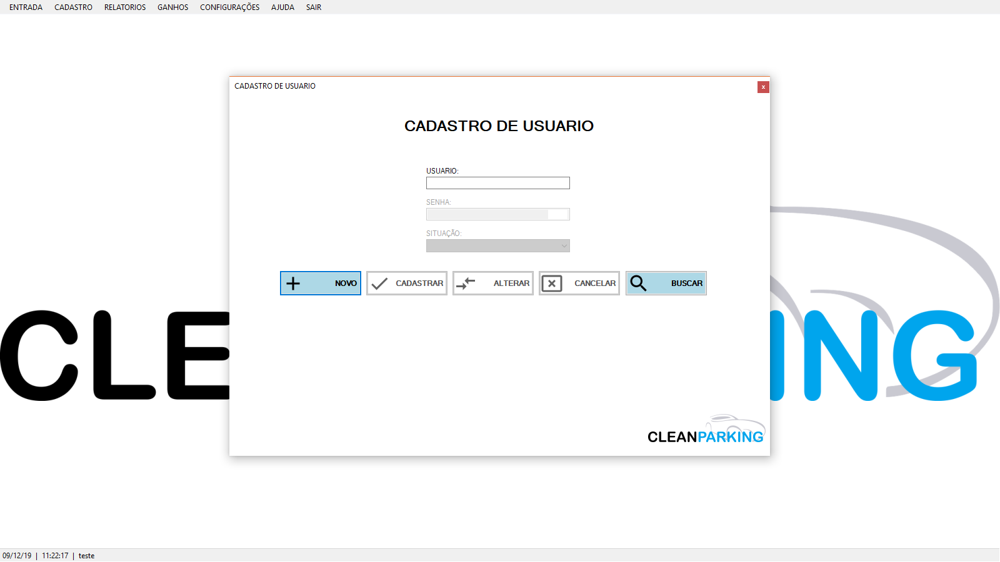 ENTRADA CADASTRO RELATORIOS GANHOS CONFIGURAÇÕES AJUDA SAIR
CADASTRO DE USUARIO
x
CADASTRO DE USUARIO
USUARIO:
SENHA:
SITUAÇÃO:
NOVO CADASTRAR ALTERAR CANCELAR BUSCAR
CLE ING
CLEANPARKING
09/12/19 | 11:22:17 | teste